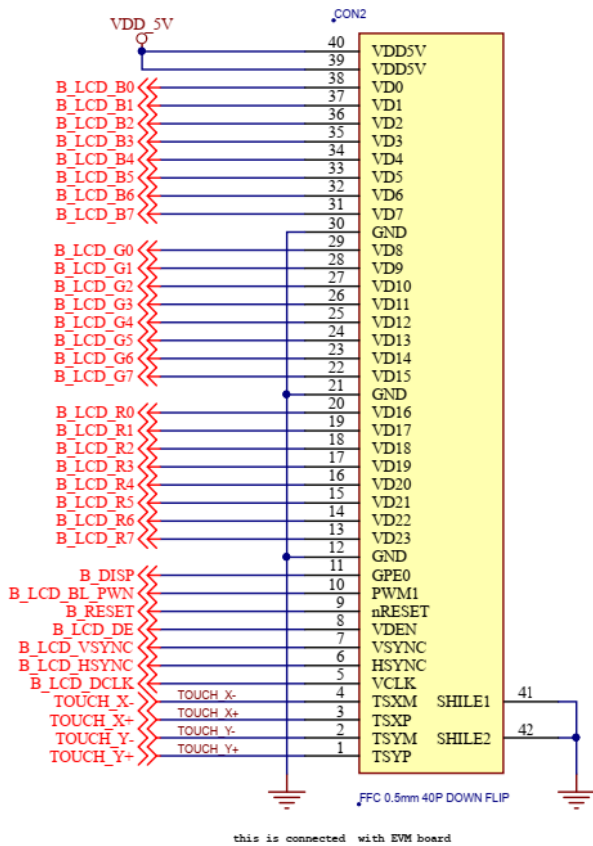 CON2
VDD_5V
40 VDD5V
39 VDD5V
B_LCD_B0 38 VD0
B_LCD_B1 37 VD1
B_LCD_B2 36 VD2
B_LCD_B3 35 VD3
B_LCD_B4 34 VD4
B_LCD_B5 33 VD5
B_LCD_B6 32 VD6
B_LCD_B7 31 VD7
30 GND
B_LCD_G0 29 VD8
B_LCD_G1 28 VD9
B_LCD_G2 27 VD10
B_LCD_G3 26 VD11
B_LCD_G4 25 VD12
B_LCD_G5 24 VD13
B_LCD_G6 23 VD14
B_LCD_G7 22 VD15
21 GND
B_LCD_R0 20 VD16
B_LCD_R1 19 VD17
B_LCD_R2 18 VD18
B_LCD_R3 17 VD19
B_LCD_R4 16 VD20
B_LCD_R5 15 VD21
B_LCD_R6 14 VD22
B_LCD_R7 13 VD23
12 GND
B_DISP 11 GPE0
B_LCD_BL_PWN 10 PWM1
B_RESET 9 nRESET
B_LCD_DE 8 VDEN
B_LCD_VSYNC 7 VSYNC
B_LCD_HSYNC 6 HSYNC
B_LCD_DCLK 5 VCLK
TOUCH_X- TOUCH_X- 4 TSXM SHILE1 41
TOUCH_X+ TOUCH_X+ 3 TSXP
TOUCH_Y- TOUCH_Y- 2 TSYM SHILE2 42
TOUCH_Y+ TOUCH_Y+ 1 TSYP
FFC 0.5mm 40P DOWN FLIP
this is connected with EVM board